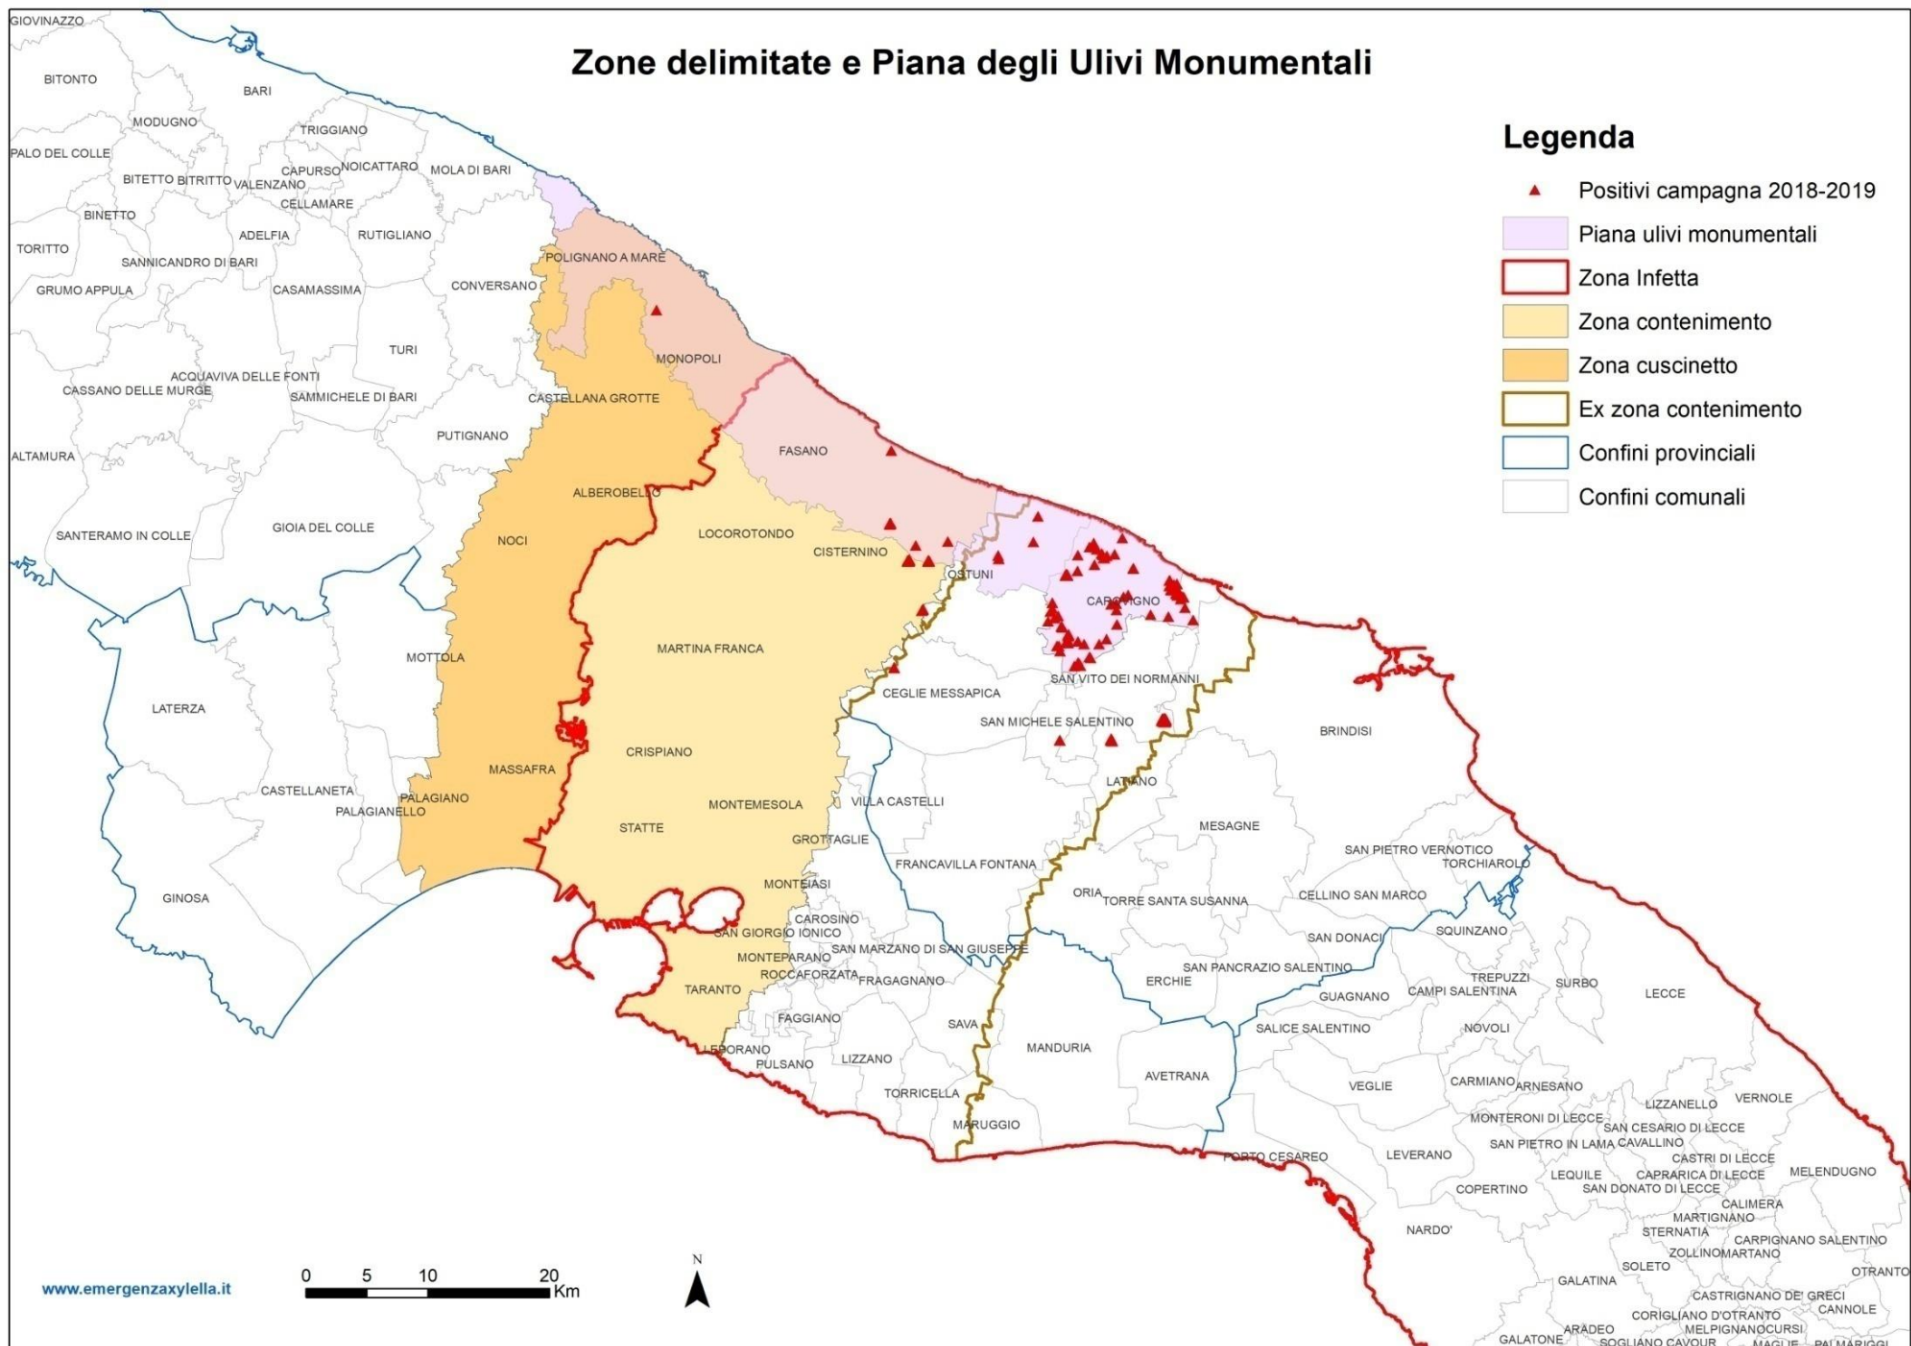 Zone delimitate e Piana degli Ulivi Monumentali
Legenda
Positivi campagna 2018-2019
Piana ulivi monumentali
Zona Infetta
Zona contenimento
Zona cuscinetto
Ex zona contenimento
Confini provinciali
Confini comunali
GIOVINAZZO
BITONTO
BARI
MODUGNO
TRIGGIANO
PALO DEL COLLE
CAPURSO
NOICATTARO
MOLA DI BARI
BITETTO
BITRITTO
VALENZANO
CELLAMARE
BINETTO
TORITTO
ADELFIA
RUTIGLIANO
SANNICANDRO DI BARI
POLIGNANO A MARE
GRUMO APPULA
CASAMASSIMA
CONVERSANO
TURI
MONOPOLI
CASSANO DELLE MURGE
ACQUAVIVA DELLE FONTI
SAMMICHELE DI BARI
CASTELLANA GROTTE
PUTIGNANO
FASANO
ALTAMURA
ALBEROBELLO
SANTERAMO IN COLLE
GIOIA DEL COLLE
NOCI
LOCOROTONDO
CISTERNINO
OSTUNI
CAROVIGNO
MARTINA FRANCA
MOTTOLA
SAN VITO DEI NORMANNI
CEGLIE MESSAPICA
LATERZA
SAN MICHELE SALENTINO
BRINDISI
CRISPIANO
MASSAFRA
LATIANO
CASTELLANETA
PALAGIANO
PALAGIANELLO
MONTEMESOLA
VILLA CASTELLI
STATTE
GROTTAGLIE
MESAGNE
SAN PIETRO VERNOTICO
TORCHIAROLO
FRANCAVILLA FONTANA
MONTEIASI
ORIA
TORRE SANTA SUSANNA
CELLINO SAN MARCO
GINOSA
CAROSINO
SAN GIORGIO IONICO
SAN MARZANO DI SAN GIUSEPPE
SAN DONACI
SQUINZANO
MONTEPARANO
ROCCAFORZATA
FRAGAGNANO
SAN PANCRAZIO SALENTINO
ERCHIE
TREPUZZI
CAMPI SALENTINA
SURBO
LECCE
TARANTO
GUAGNANO
FAGGIANO
SAVA
SALICE SALENTINO
NOVOLI
LEPORANO
PULSANO
LIZZANO
MANDURIA
AVETRANA
VEGLIE
CARMIANO
ARNESANO
TORRICELLA
LIZZANELLO
VERNOLE
MARUGGIO
MONTERONI DI LECCE
SAN CESARIO DI LECCE
SAN PIETRO IN LAMA
CAVALLINO
PORTO CESAREO
LEVERANO
CASTRI DI LECCE
LEQUILE
CAPRARICA DI LECCE
MELENDUGNO
COPERTINO
SAN DONATO DI LECCE
CALIMERA
MARTIGNANO
NARDO'
STERNATIA
CARPIGNANO SALENTINO
ZOLLINO
MARTANO
SOLETO
OTRANTO
GALATINA
CASTRIGNANO DE' GRECI
CANNOLE
CORIGLIANO D'OTRANTO
ARADEO
MELPIGNANO
CURSI
GALATONE
SOGLIANO CAVOUR
MAGLIE
PALMARIGGI
N
0 5 10 20
Km
www.emergenzaxylella.it